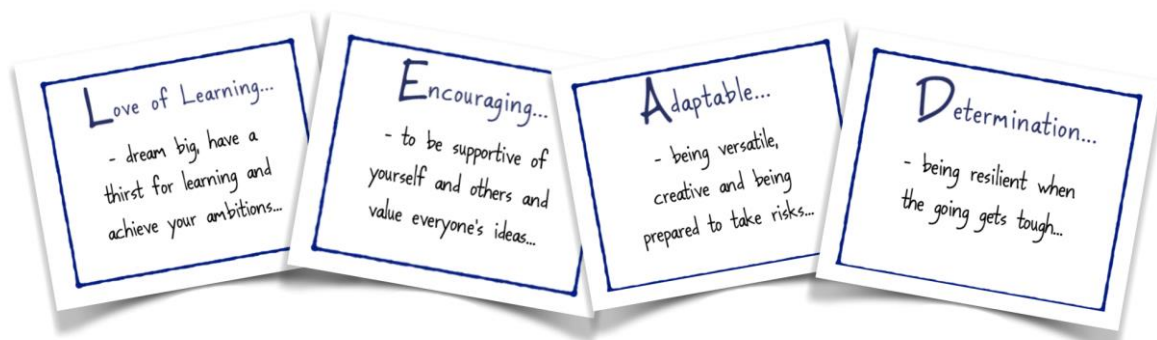 Love of Learning...
- dream big, have a
thirst for learning and
achieve your ambitions...
Encouraging...
- to be supportive of
yourself and others and
value everyone's ideas...
Adaptable...
- being versatile,
creative and being
prepared to take risks...
Determination...
- being resilient when
the going gets tough...